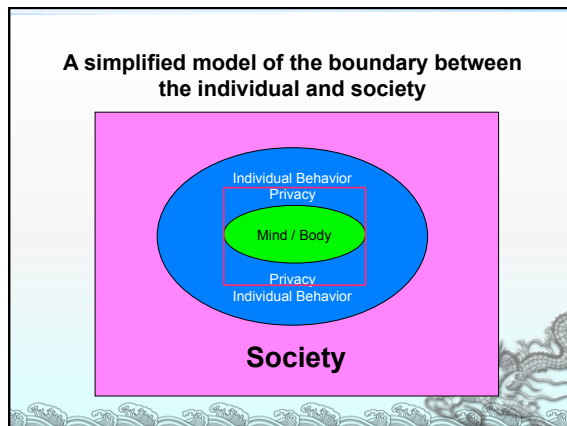 A simplified model of the boundary between
the individual and society
Individual Behavior
Privacy
Mind / Body
Privacy
Individual Behavior
Society